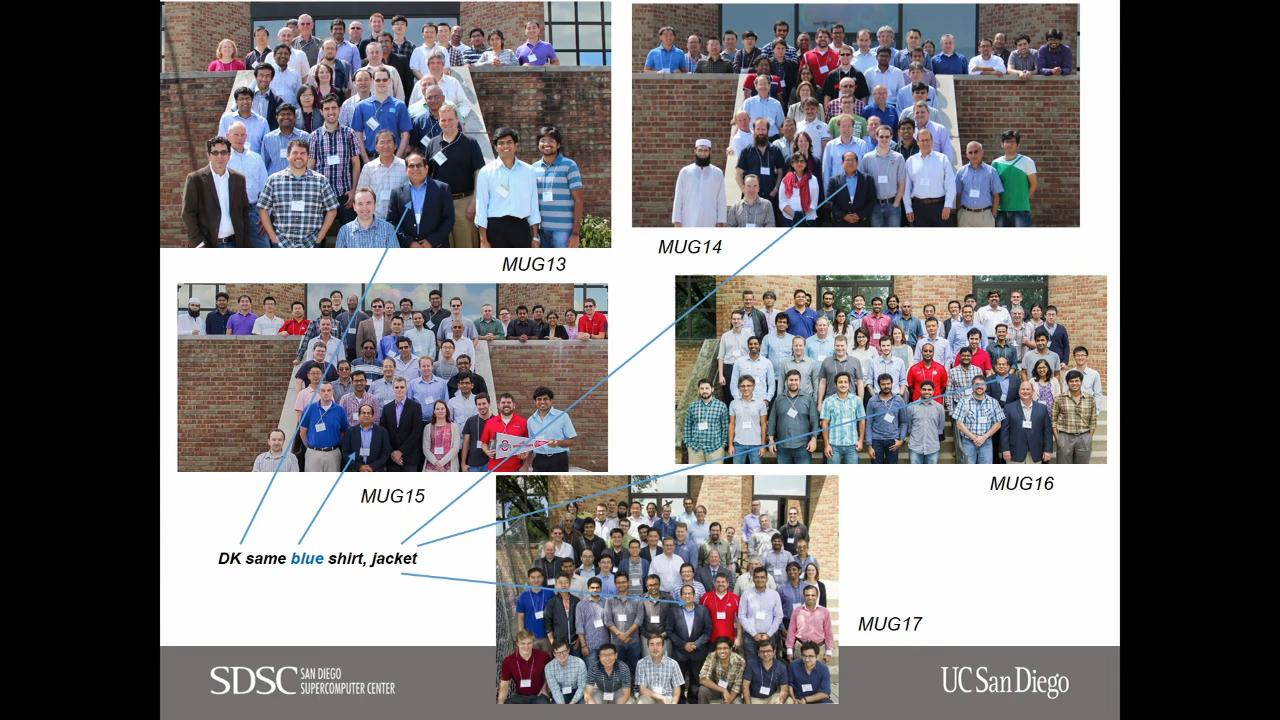 MUG13
MUG14
MUG15
MUG16
DK same blue shirt, jacket
MUG17
SDSC SAN DIEGO
SUPERCOMPUTER CENTER
UC San Diego